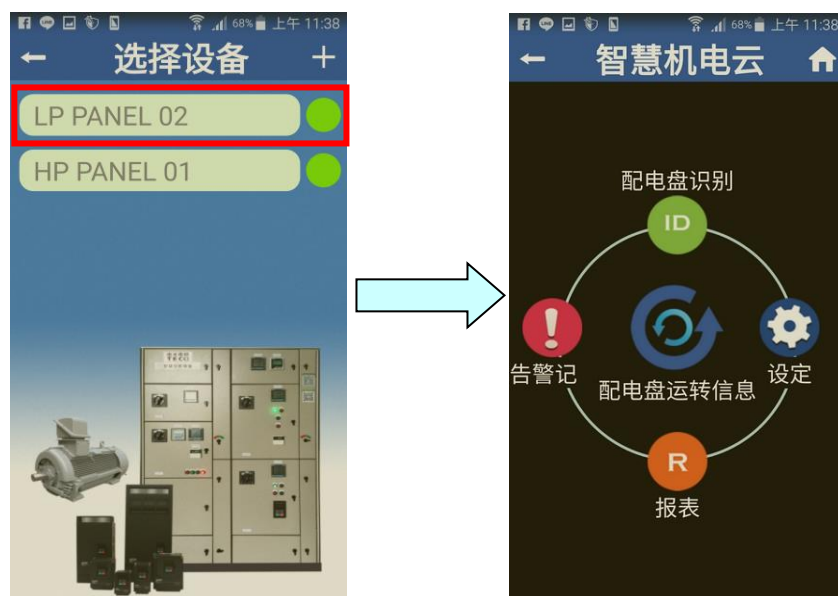 68% 上午 11:38
选择设备
LP PANEL 02
HP PANEL 01
TECO
68% 上午 11:38
智慧机电云
配电盘识别
ID
告警记
配电盘运转信息
设定
R
报表